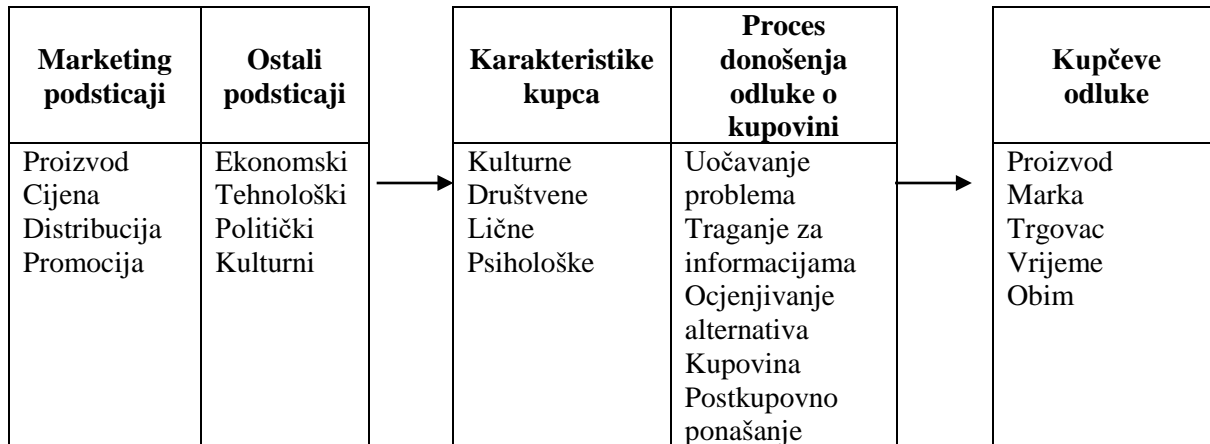 Marketing
podsticaji
Ostali
podsticaji
Karakteristike
kupca
Proces
donošenja
odluke o
kupovini
Kupčeve
odluke
Proizvod
Cijena
Distribucija
Promocija
Ekonomski
Tehnološki
Politički
Kulturni
Kulturne
Društvene
Lične
Psihološke
Uočavanje
problema
Traganje za
informacijama
Ocjenjivanje
alternativa
Kupovina
Postkupovno
ponašanje
Proizvod
Marka
Trgovac
Vrijeme
Obim